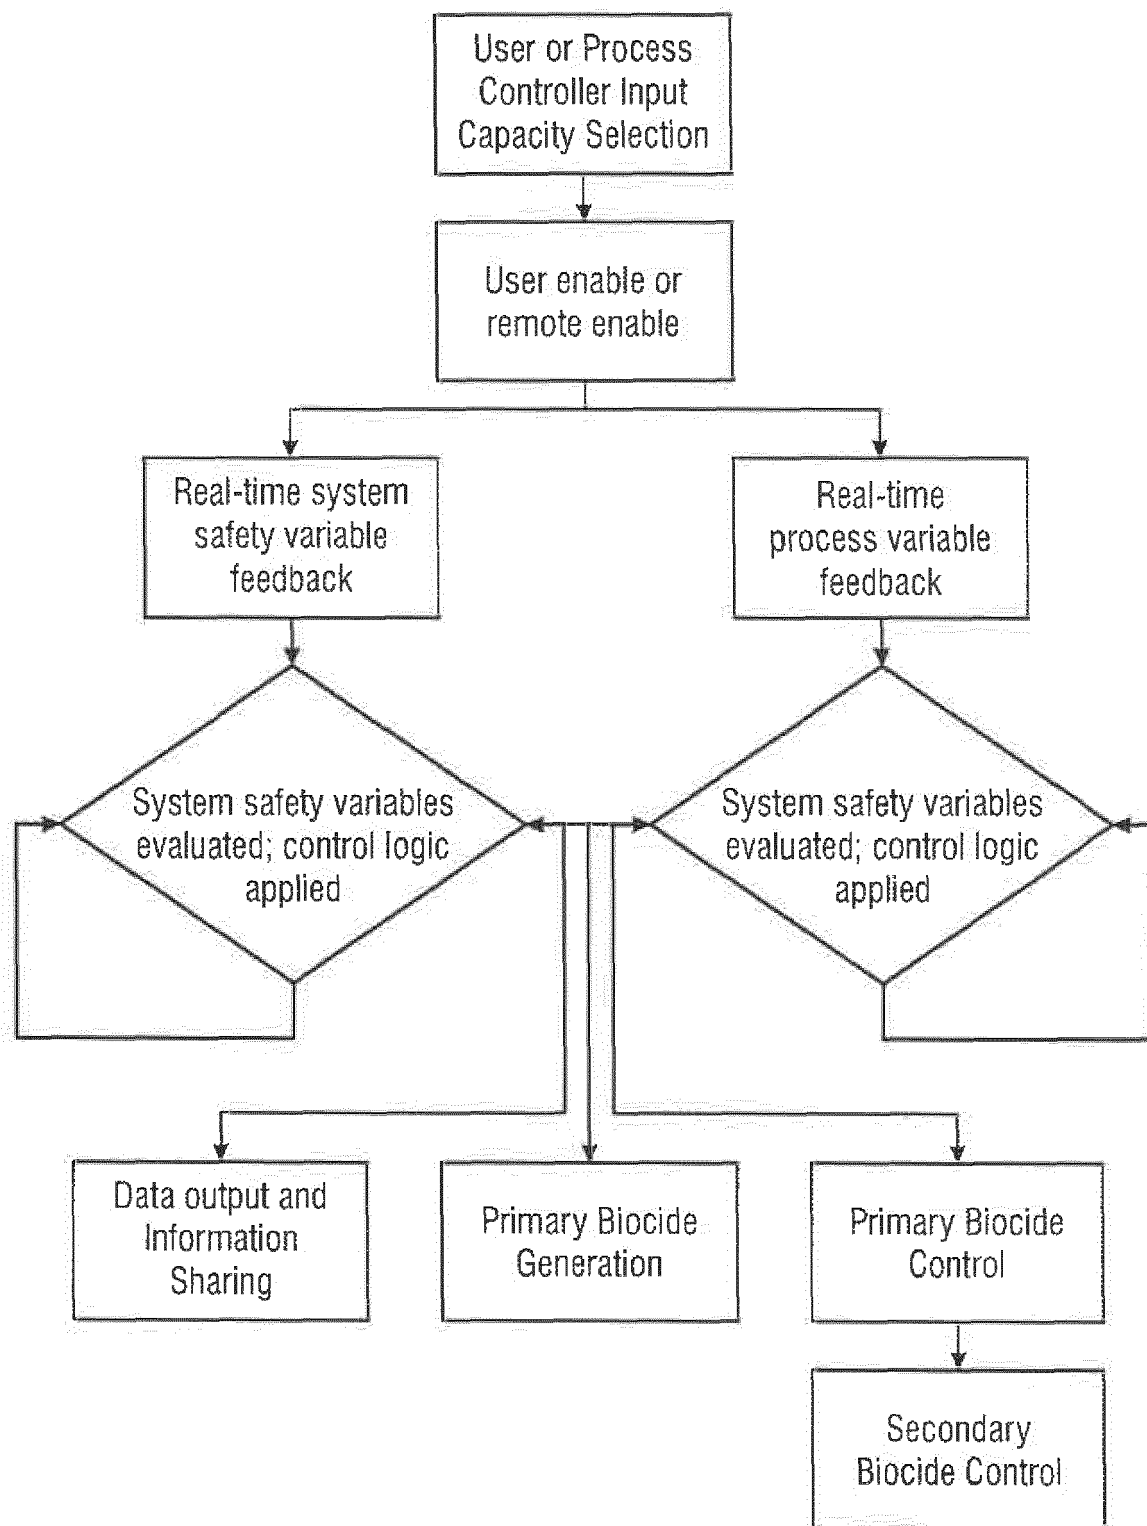 User or Process
Controller Input
Capacity Selection
User enable or
remote enable
Real-time system
safety variable
feedback
Real-time
process variable
feedback
System safety variables
evaluated; control logic
applied
System safety variables
evaluated; control logic
applied
Data output and
Information
Sharing
Primary Biocide
Generation
Primary Biocide
Control
Secondary
Biocide Control